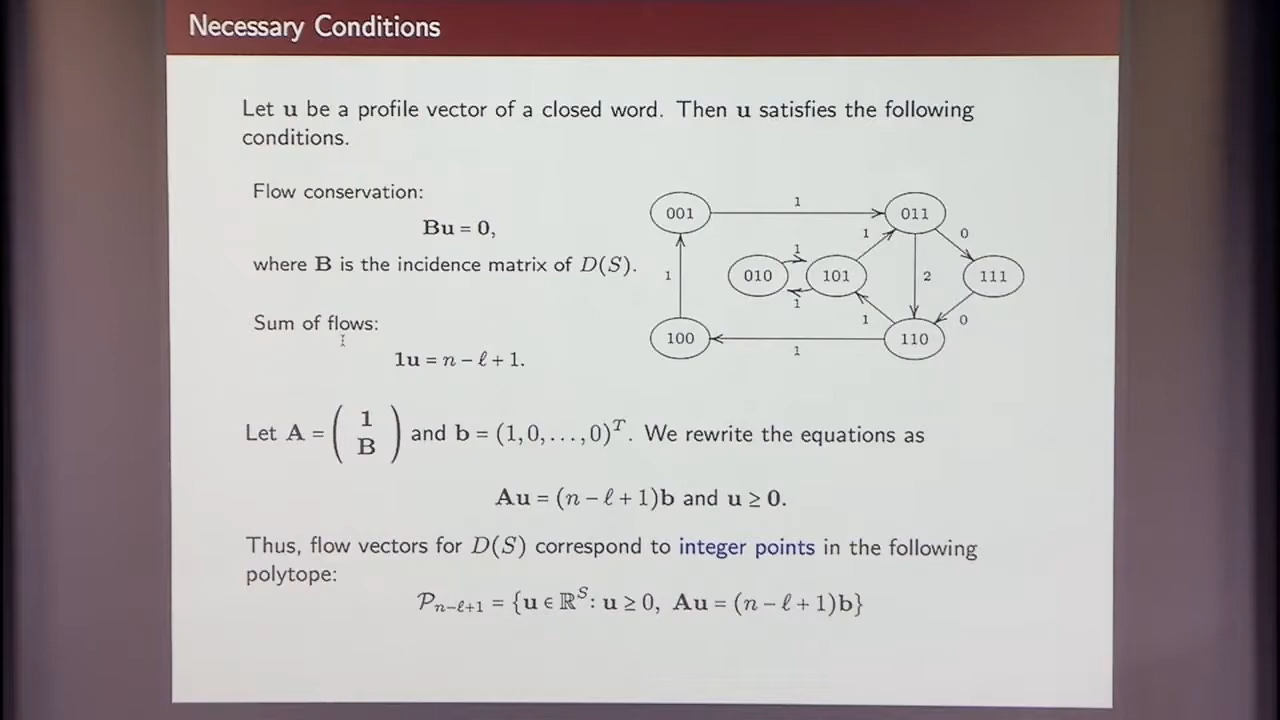 Necessary Conditions
Let u be a profile vector of a closed word. Then u satisfies the following
conditions.
Flow conservation:
Bu = 0,
where B is the incidence matrix of D(S).
Sum of flows:
1u = n − ℓ + 1.
001
1
011
1
0
1
010
101
111
1
1
2
1
0
100
1
110
Let A = ( 1 B ) and b = (1, 0, . . . , 0)ᵀ. We rewrite the equations as
Au = (n − ℓ + 1)b and u ≥ 0.
Thus, flow vectors for D(S) correspond to integer points in the following
polytope:
𝒫ₙ₋ℓ₊₁ = {u ∈ ℝˢ : u ≥ 0, Au = (n − ℓ + 1)b}